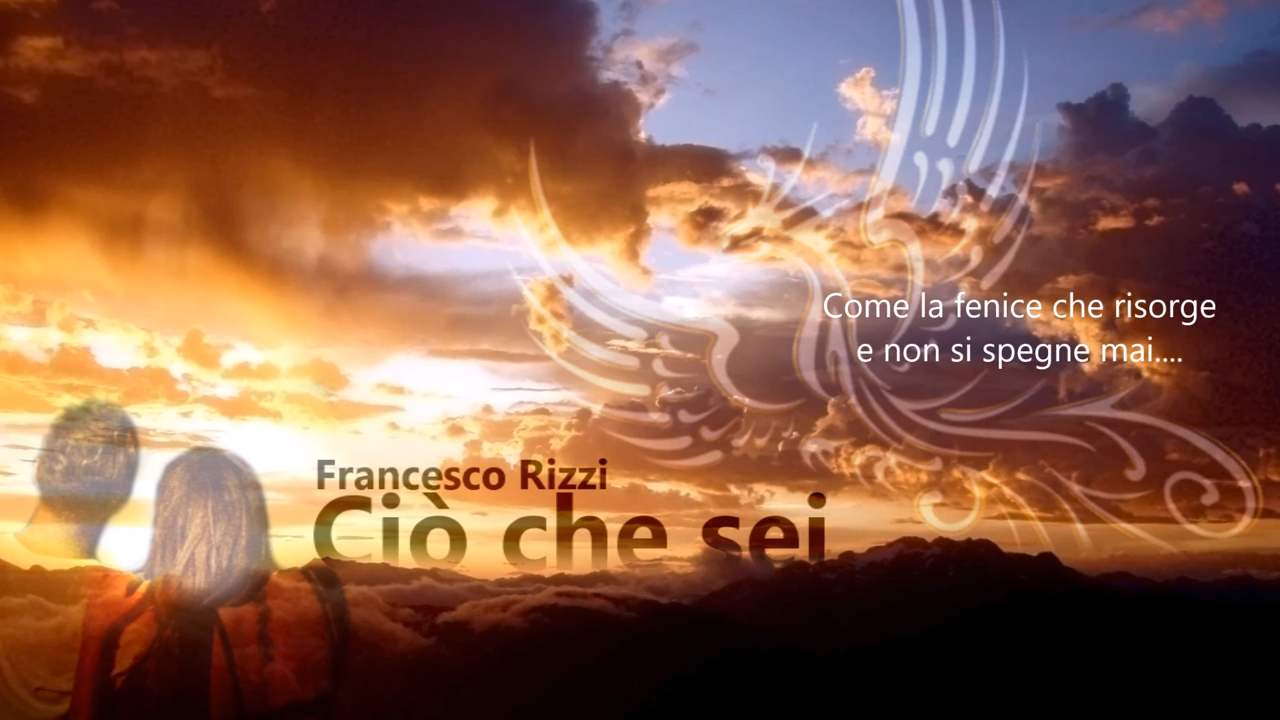 Come la fenice che risorge
e non si spegne mai....
Francesco Rizzi
Ciò che sei